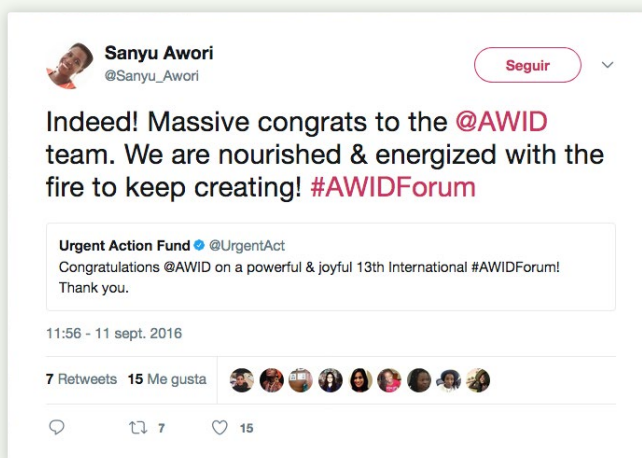 Sanyu Awori
@Sanyu_Awori
Seguir
Indeed! Massive congrats to the @AWID
team. We are nourished & energized with the
fire to keep creating! #AWIDForum
Urgent Action Fund @UrgentAct
Congratulations @AWID on a powerful & joyful 13th International #AWIDForum!
Thank you.
11:56 - 11 sept. 2016
7 Retweets 15 Me gusta
7 15